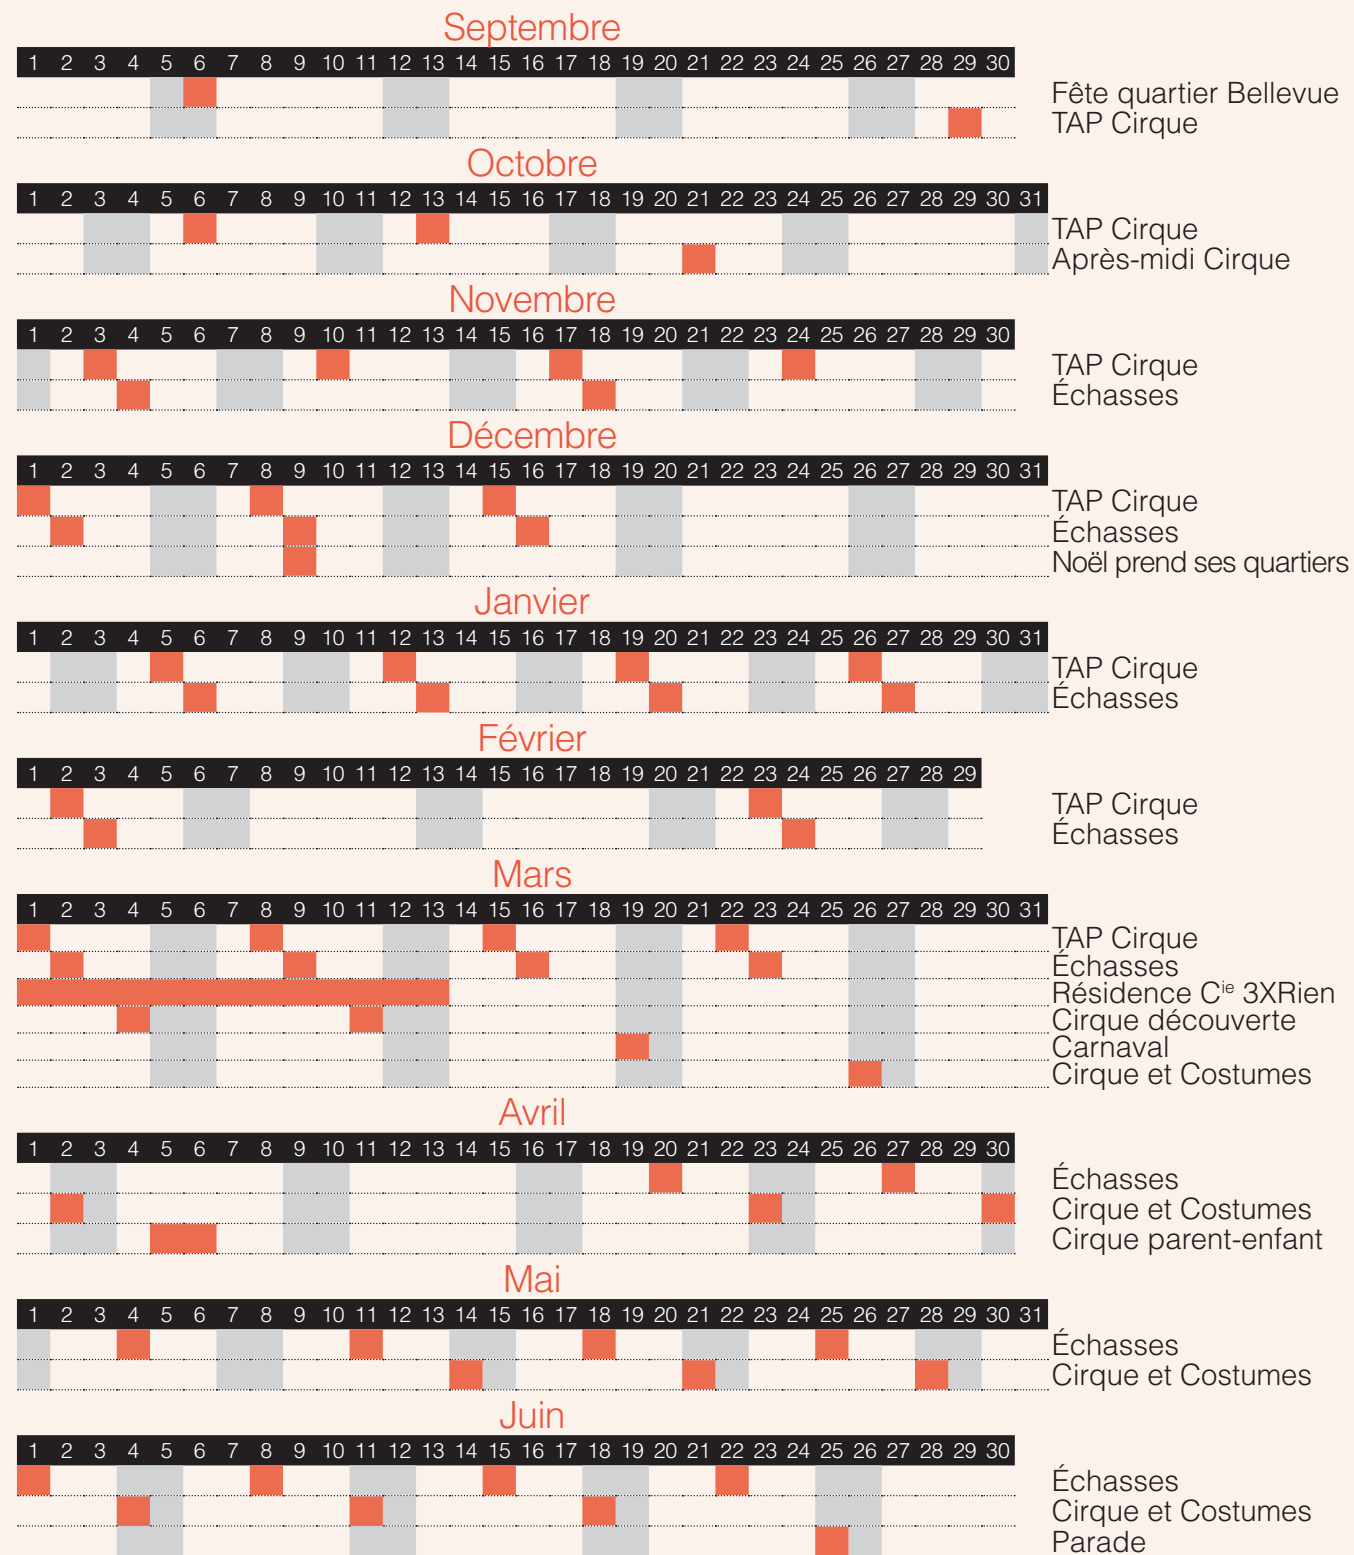 Septembre
1 2 3 4 5 6 7 8 9 10 11 12 13 14 15 16 17 18 19 20 21 22 23 24 25 26 27 28 29 30
Fête quartier Bellevue
TAP Cirque
Octobre
1 2 3 4 5 6 7 8 9 10 11 12 13 14 15 16 17 18 19 20 21 22 23 24 25 26 27 28 29 30 31
TAP Cirque
Après-midi Cirque
Novembre
1 2 3 4 5 6 7 8 9 10 11 12 13 14 15 16 17 18 19 20 21 22 23 24 25 26 27 28 29 30
TAP Cirque
Échasses
Décembre
1 2 3 4 5 6 7 8 9 10 11 12 13 14 15 16 17 18 19 20 21 22 23 24 25 26 27 28 29 30 31
TAP Cirque
Échasses
Noël prend ses quartiers
Janvier
1 2 3 4 5 6 7 8 9 10 11 12 13 14 15 16 17 18 19 20 21 22 23 24 25 26 27 28 29 30 31
TAP Cirque
Échasses
Février
1 2 3 4 5 6 7 8 9 10 11 12 13 14 15 16 17 18 19 20 21 22 23 24 25 26 27 28 29
TAP Cirque
Échasses
Mars
1 2 3 4 5 6 7 8 9 10 11 12 13 14 15 16 17 18 19 20 21 22 23 24 25 26 27 28 29 30 31
TAP Cirque
Échasses
Résidence Cie 3XRien
Cirque découverte
Carnaval
Cirque et Costumes
Avril
1 2 3 4 5 6 7 8 9 10 11 12 13 14 15 16 17 18 19 20 21 22 23 24 25 26 27 28 29 30
Échasses
Cirque et Costumes
Cirque parent-enfant
Mai
1 2 3 4 5 6 7 8 9 10 11 12 13 14 15 16 17 18 19 20 21 22 23 24 25 26 27 28 29 30 31
Échasses
Cirque et Costumes
Juin
1 2 3 4 5 6 7 8 9 10 11 12 13 14 15 16 17 18 19 20 21 22 23 24 25 26 27 28 29 30
Échasses
Cirque et Costumes
Parade